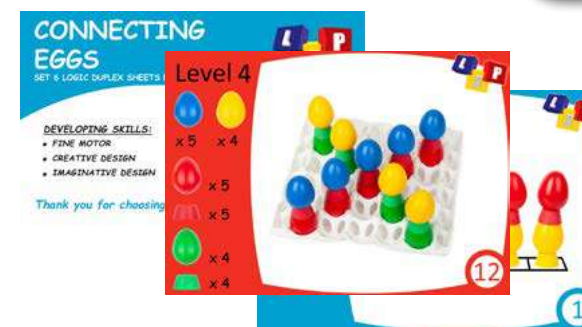 CONNECTING
EGGS
SET 6 LOGIC DUPLEX SHEETS
DEVELOPING SKILLS:
• FINE MOTOR
• CREATIVE DESIGN
• IMAGINATIVE DESIGN
Thank you for choosing
L P
Level 4
x 5 x 4
x 5
x 5
x 4
x 4
12
L P
L
1